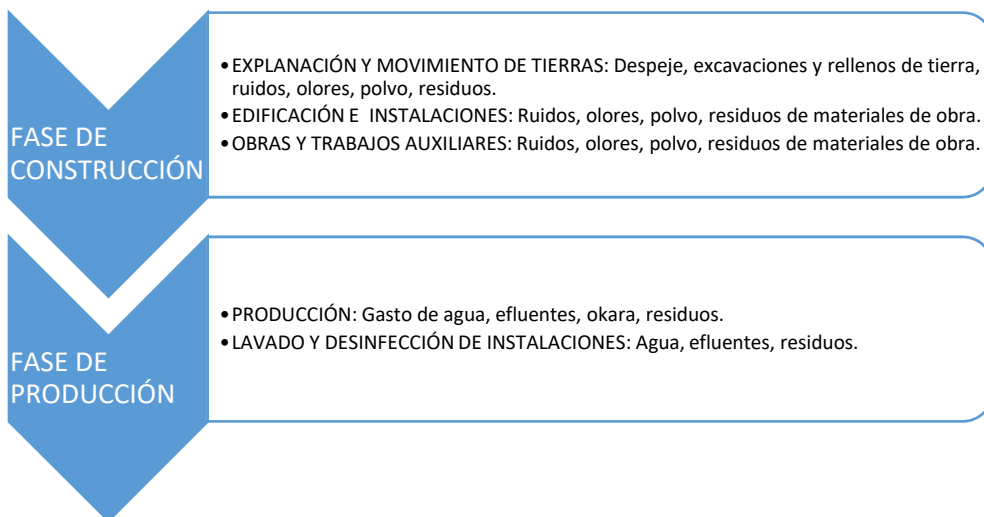 FASE DE
CONSTRUCCIÓN
•EXPLANACIÓN Y MOVIMIENTO DE TIERRAS: Despeje, excavaciones y rellenos de tierra,
ruidos, olores, polvo, residuos.
•EDIFICACIÓN E INSTALACIONES: Ruidos, olores, polvo, residuos de materiales de obra.
•OBRAS Y TRABAJOS AUXILIARES: Ruidos, olores, polvo, residuos de materiales de obra.
FASE DE
PRODUCCIÓN
•PRODUCCIÓN: Gasto de agua, efluentes, okara, residuos.
•LAVADO Y DESINFECCIÓN DE INSTALACIONES: Agua, efluentes, residuos.